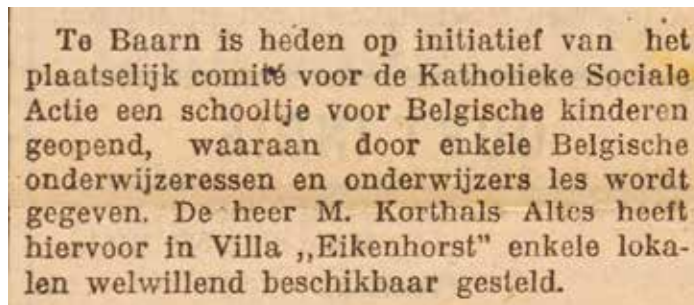 Te Baarn is heden op initiatief van het
plaatselijk comité voor de Katholieke Sociale
Actie een schooltje voor Belgische kinderen
geopend, waaraan door enkele Belgische
onderwijzeressen en onderwijzers les wordt
gegeven. De heer M. Korthals Altes heeft
hiervoor in Villa ,,Eikenhorst" enkele loka-
len welwillend beschikbaar gesteld.